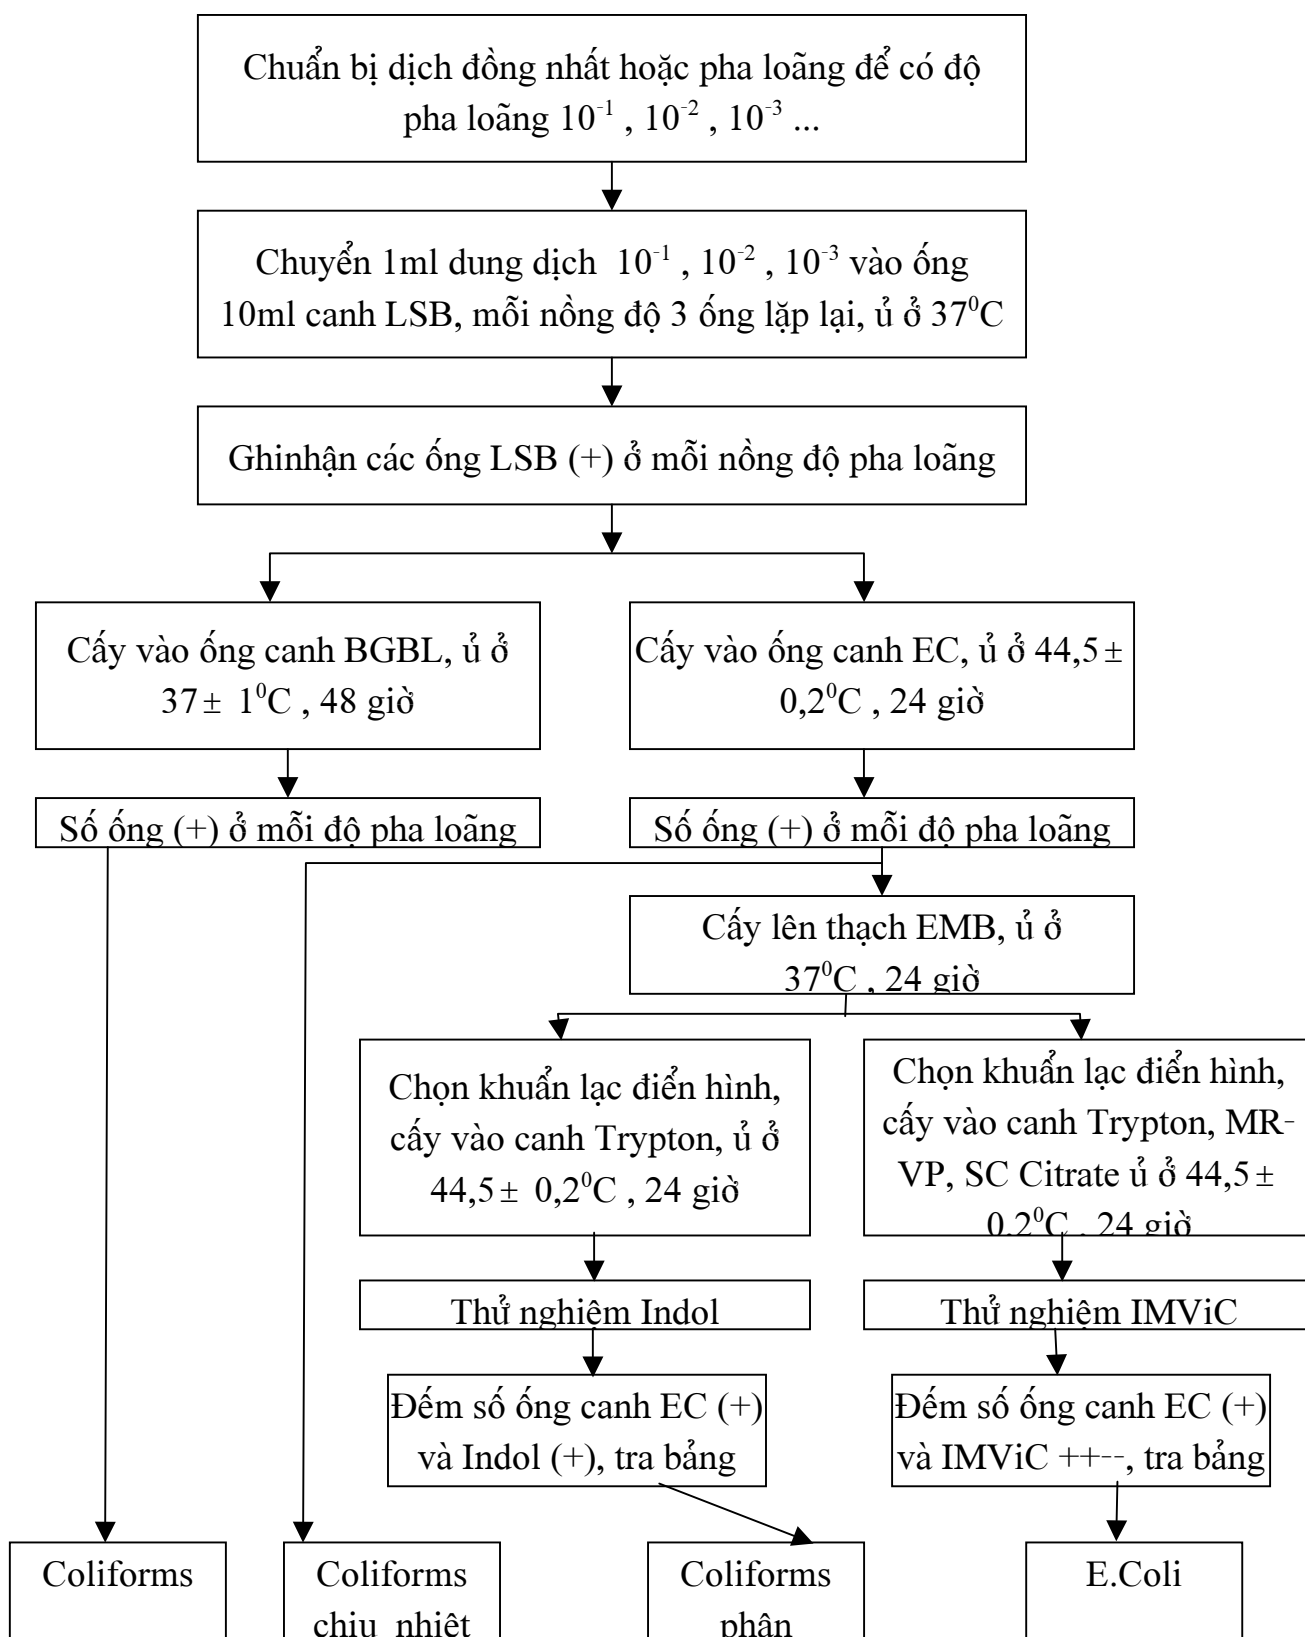 Chuẩn bị dịch đồng nhất hoặc pha loãng để có độ
pha loãng 10⁻¹ , 10⁻² , 10⁻³ ...
Chuyển 1ml dung dịch 10⁻¹ , 10⁻² , 10⁻³ vào ống
10ml canh LSB, mỗi nồng độ 3 ống lặp lại, ủ ở 37⁰C
Ghinhận các ống LSB (+) ở mỗi nồng độ pha loãng
Cấy vào ống canh BGBL, ủ ở
37± 1⁰C , 48 giờ
Cấy vào ống canh EC, ủ ở 44,5±
0,2⁰C , 24 giờ
Số ống (+) ở mỗi độ pha loãng
Số ống (+) ở mỗi độ pha loãng
Cấy lên thạch EMB, ủ ở
37⁰C , 24 giờ
Chọn khuẩn lạc điển hình,
cấy vào canh Trypton, ủ ở
44,5± 0,2⁰C , 24 giờ
Chọn khuẩn lạc điển hình,
cấy vào canh Trypton, MR-
VP, SC Citrate ủ ở 44,5±
0,2⁰C , 24 giờ
Thử nghiệm Indol
Thử nghiệm IMViC
Đếm số ống canh EC (+)
và Indol (+), tra bảng
Đếm số ống canh EC (+)
và IMViC ++--, tra bảng
Coliforms
Coliforms
chịu nhiệt
Coliforms
phân
E.Coli